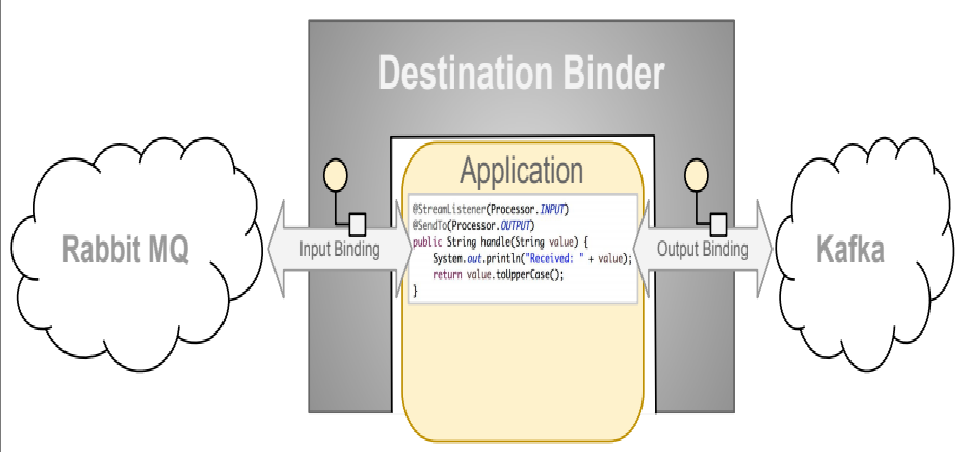 Destination Binder
Application
@StreamListener(Processor.INPUT)
@SendTo(Processor.OUTPUT)
public String handle(String value) {
System.out.println("Received: " + value);
return value.toUpperCase();
}
Rabbit MQ
Input Binding
Output Binding
Kafka